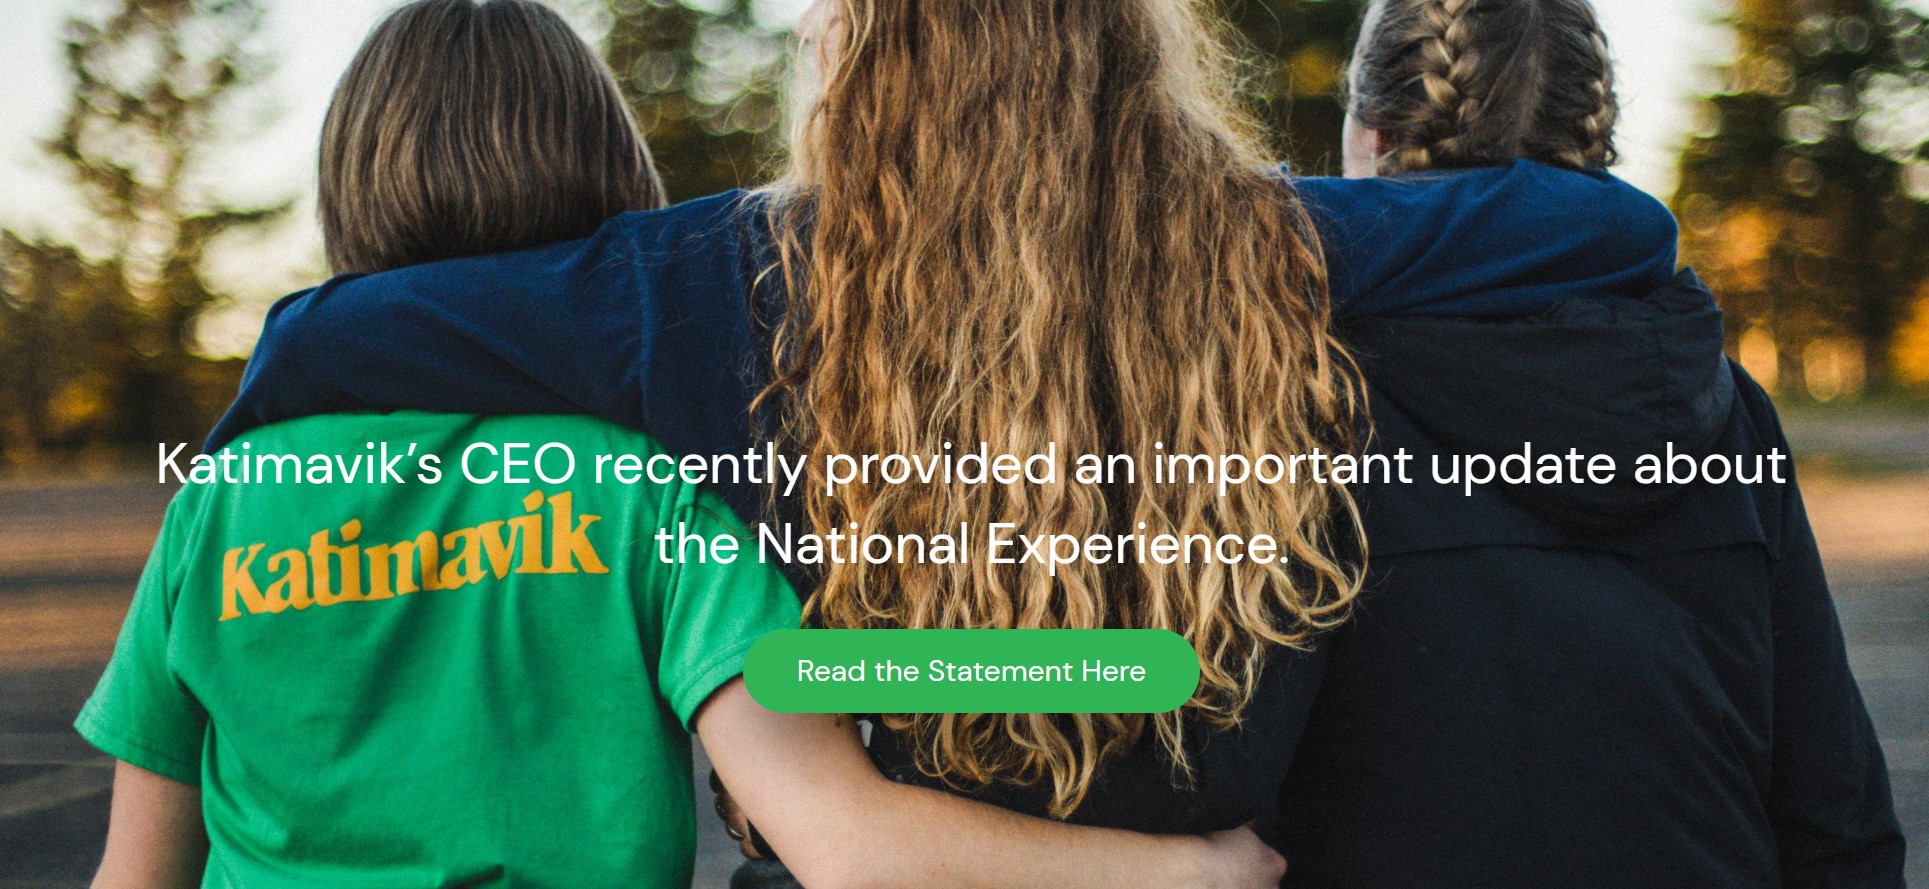 Katimavik’s CEO recently provided an important update about
Katimavik
the National Experience.
Read the Statement Here